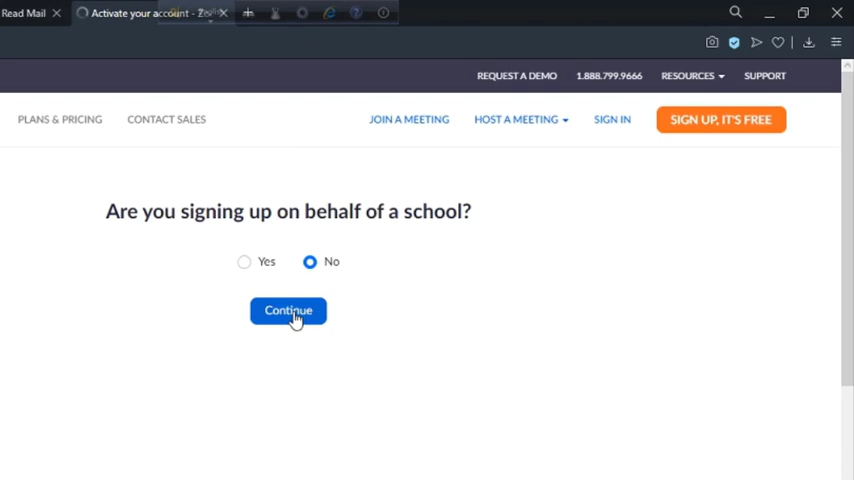 Read Mail
Activate your account - Zo
REQUEST A DEMO 1.888.799.9666 RESOURCES SUPPORT
PLANS & PRICING CONTACT SALES JOIN A MEETING HOST A MEETING SIGN IN SIGN UP, IT'S FREE
Are you signing up on behalf of a school?
Yes No
Continue